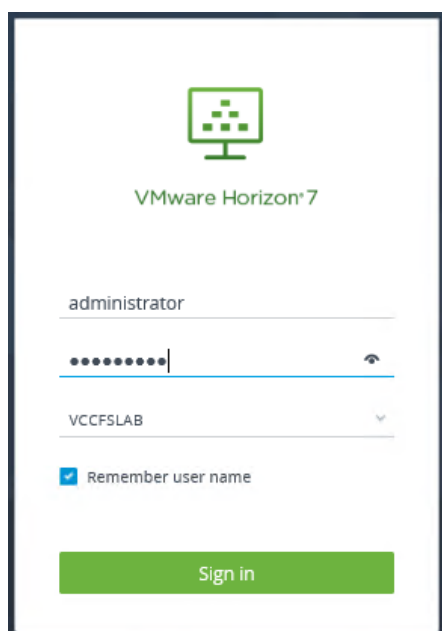 VMware Horizon® 7
administrator
•••••••••
VCCFSLAB
Remember user name
Sign in